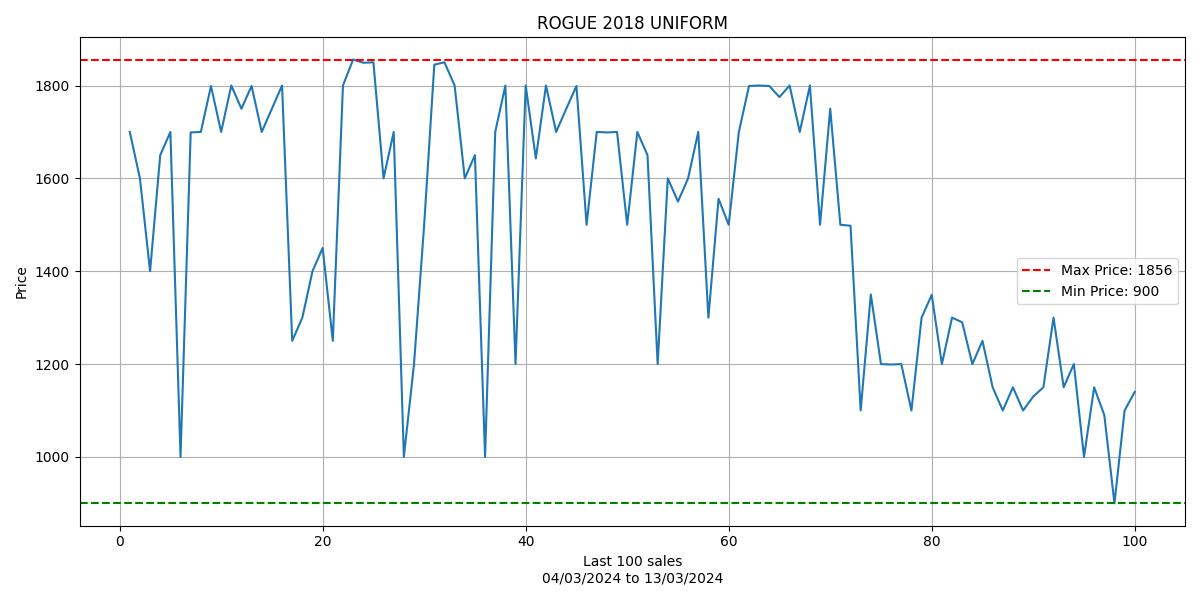 ROGUE 2018 UNIFORM
Price
1800
1600
1400
1200
1000
Max Price: 1856
Min Price: 900
0 20 40 60 80 100
Last 100 sales
04/03/2024 to 13/03/2024